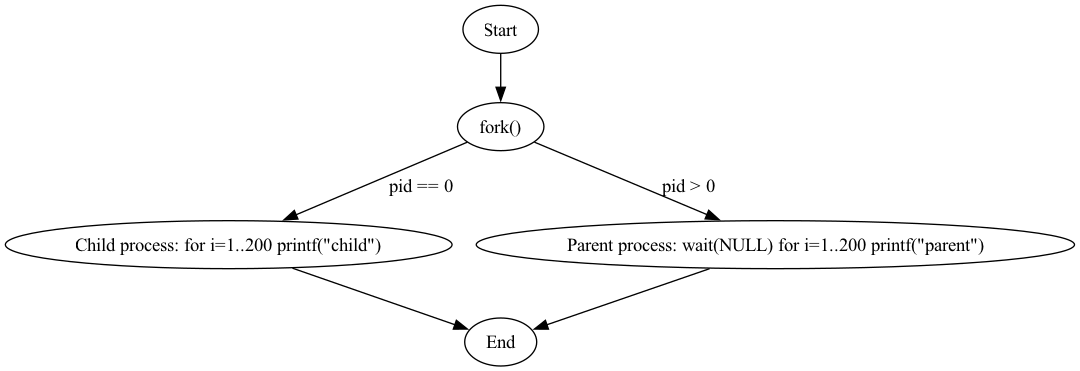 Start
fork()
pid == 0
pid > 0
Child process: for i=1..200 printf("child")
Parent process: wait(NULL) for i=1..200 printf("parent")
End